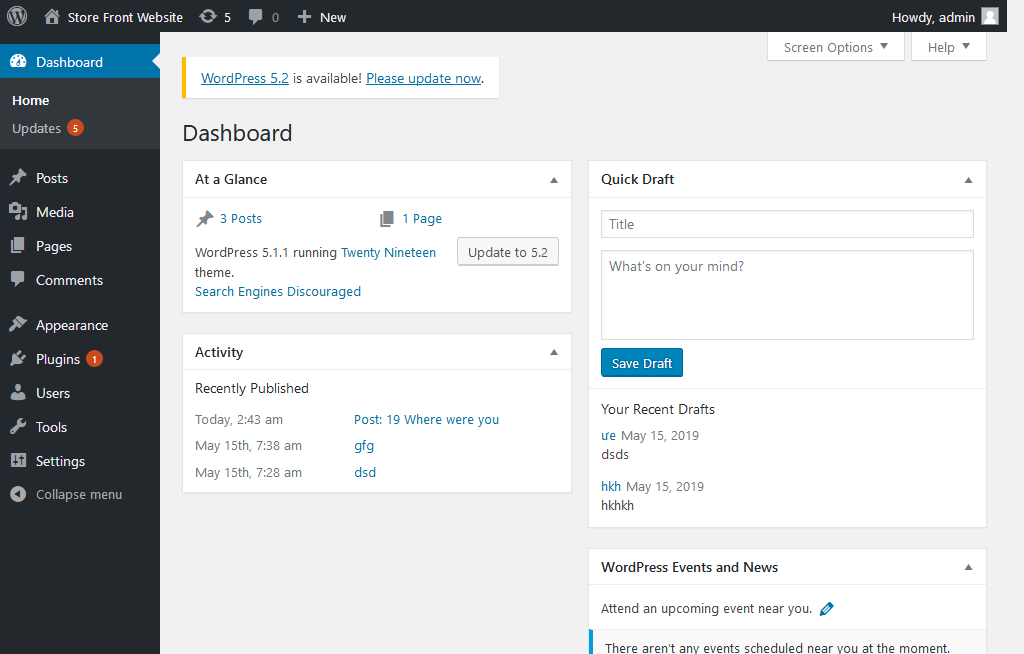 Store Front Website 5 0 New Howdy, admin
Screen Options Help
Dashboard
Home
Updates 5
Posts
Media
Pages
Comments
Appearance
Plugins 1
Users
Tools
Settings
Collapse menu
WordPress 5.2 is available! Please update now.
Dashboard
At a Glance
3 Posts 1 Page
WordPress 5.1.1 running Twenty Nineteen
theme.
Update to 5.2
Search Engines Discouraged
Activity
Recently Published
Today, 2:43 am Post: 19 Where were you
May 15th, 7:38 am gfg
May 15th, 7:28 am dsd
Quick Draft
Title
What's on your mind?
Save Draft
Your Recent Drafts
ưe May 15, 2019
dsds
hkh May 15, 2019
hkhkh
WordPress Events and News
Attend an upcoming event near you.
There aren't any events scheduled near you at the moment.